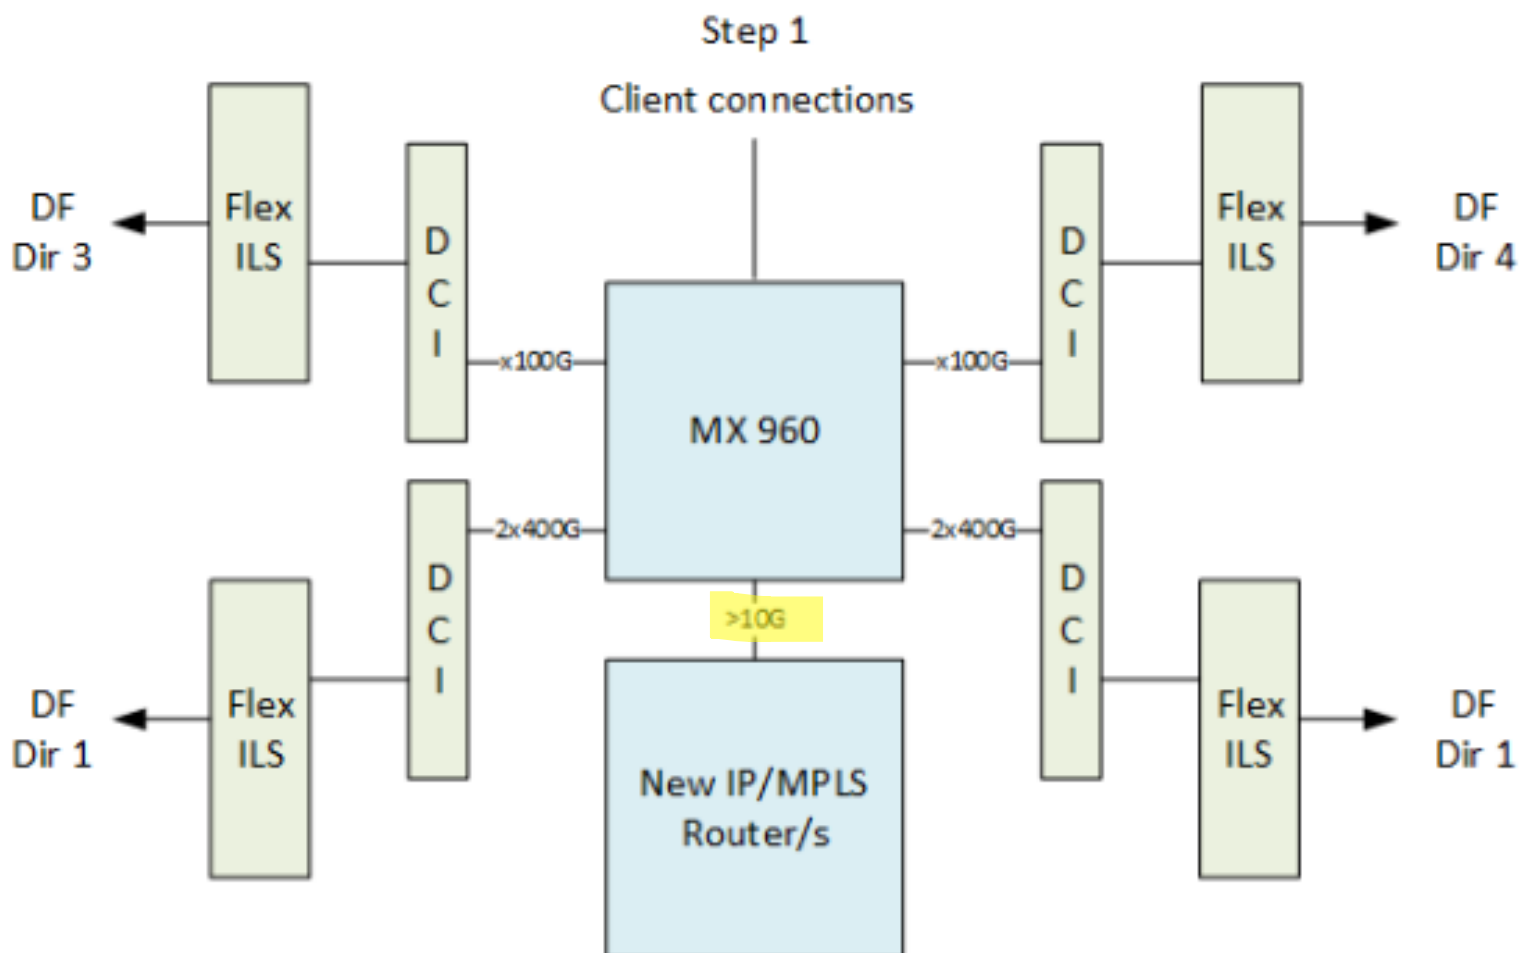 Step 1
Client connections
DF
Dir 3
Flex
ILS
D
C
I
x100G
MX 960
x100G
D
C
I
Flex
ILS
DF
Dir 4
DF
Dir 1
Flex
ILS
D
C
I
2x400G
>10G
2x400G
D
C
I
Flex
ILS
DF
Dir 1
New IP/MPLS
Router/s